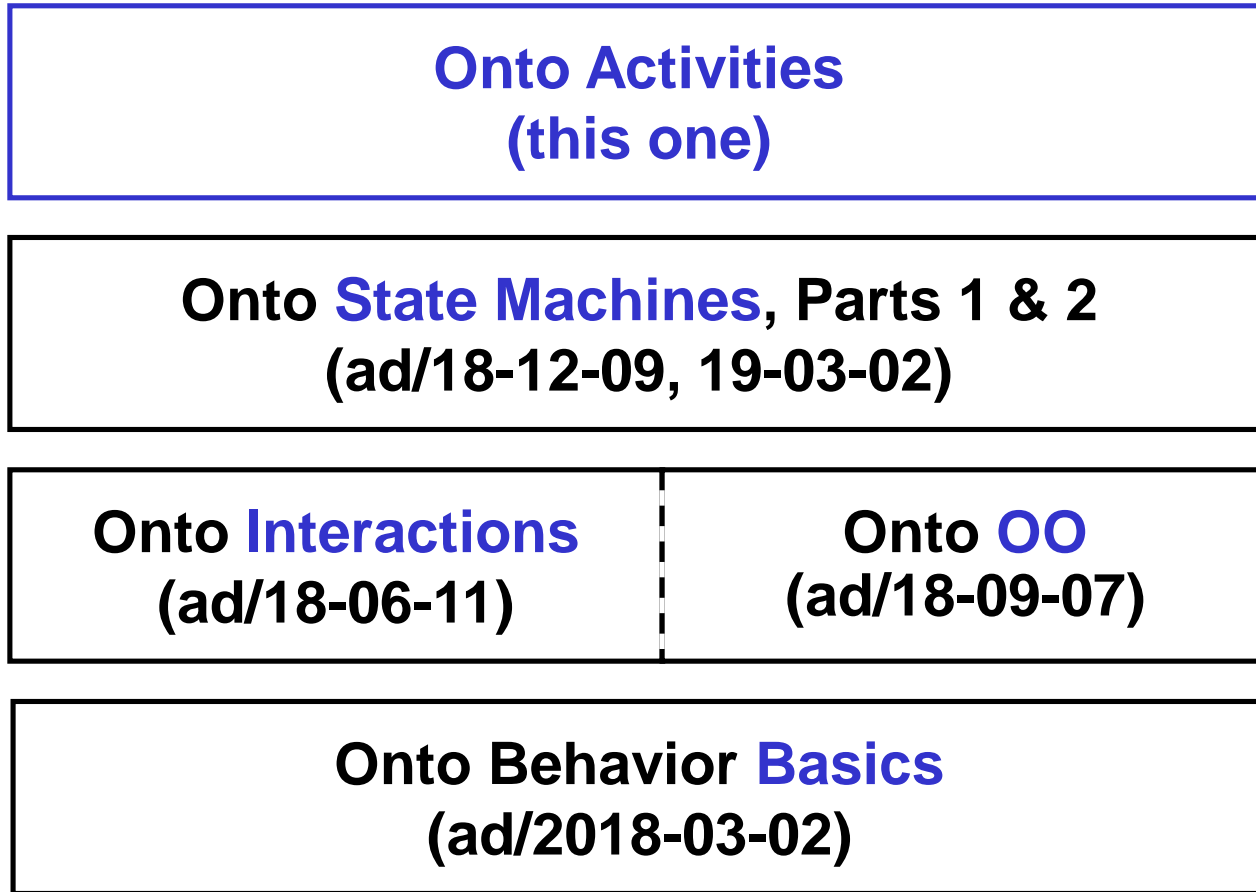 Onto Activities
(this one)
Onto State Machines, Parts 1 & 2
(ad/18-12-09, 19-03-02)
Onto Interactions
(ad/18-06-11)
Onto OO
(ad/18-09-07)
Onto Behavior Basics
(ad/2018-03-02)